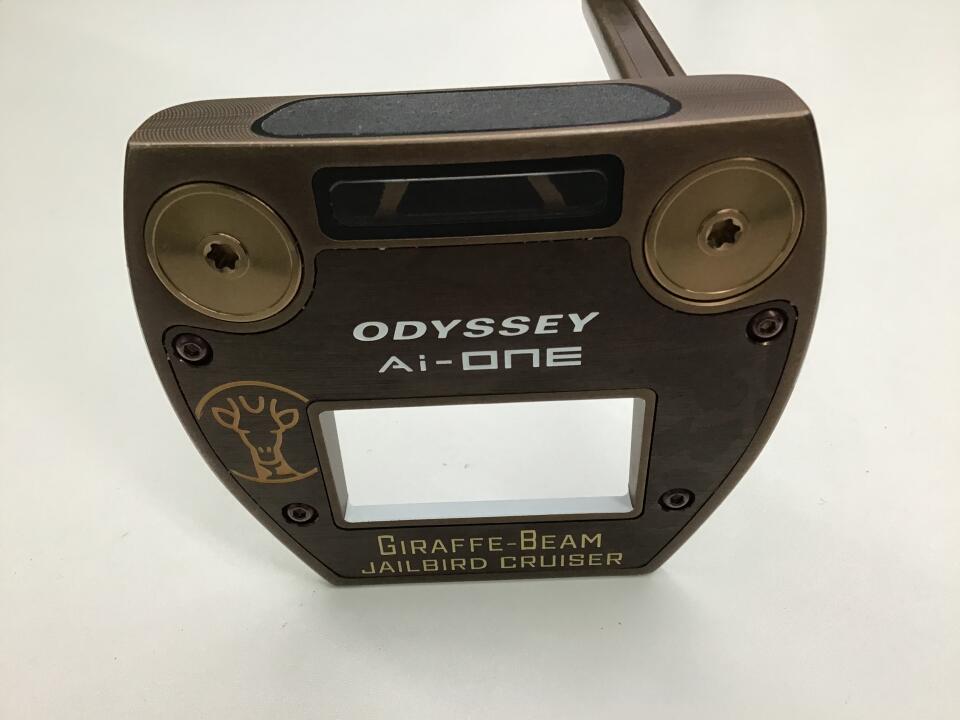 ODYSSEY
Ai-ONE
GIRAFFE-BEAM
JAILBIRD CRUISER